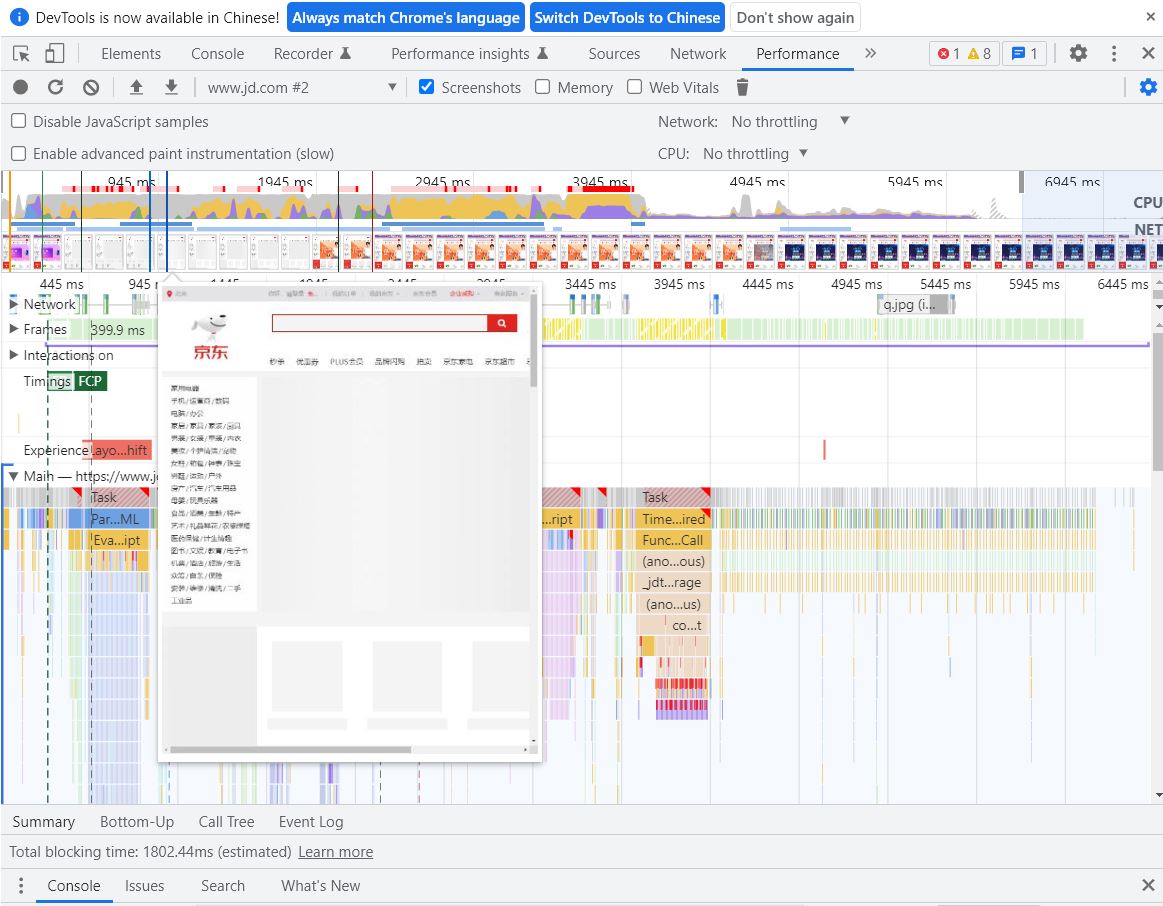 DevTools is now available in Chinese! Always match Chrome's language Switch DevTools to Chinese Don't show again
Elements Console Recorder Performance insights Sources Network Performance 1 8 1
www.jd.com #2 Screenshots Memory Web Vitals
Disable JavaScript samples Network: No throttling
Enable advanced paint instrumentation (slow) CPU: No throttling
945 ms 1945 ms 2945 ms 3945 ms 4945 ms 5945 ms 6945 ms
CPU
NET
445 ms 945 3445 ms 3945 ms 4445 ms 4945 ms 5445 ms 5945 ms 6445 ms
Network q.jpg (i…
Frames 399.9 ms
Interactions on
Timings FCP
Experience ayo…hift
Main — https://www.j
Task Task
Par…ML …ript Time…ired
Eva…ipt Func…Call
(ano…ous)
_jdt…rage
(ano…us)
co…t
京东
秒杀 优惠券 PLUS会员 品牌闪购 拍卖 京东家电 京东超市
家用电器
手机/运营商/数码
电脑/办公
家居/家具/家装/厨具
男装/女装/童装/内衣
美妆/个护清洁/宠物
女鞋/箱包/钟表/珠宝
男鞋/运动/户外
房产/汽车/汽车用品
母婴/玩具乐器
食品/酒类/生鲜/特产
艺术/礼品鲜花/农资绿植
医药保健/计生情趣
图书/文娱/教育/电子书
机票/酒店/旅游/生活
众筹/白条/保险
安装/维修/清洗/二手
工业品
Summary Bottom-Up Call Tree Event Log
Total blocking time: 1802.44ms (estimated) Learn more
Console Issues Search What's New